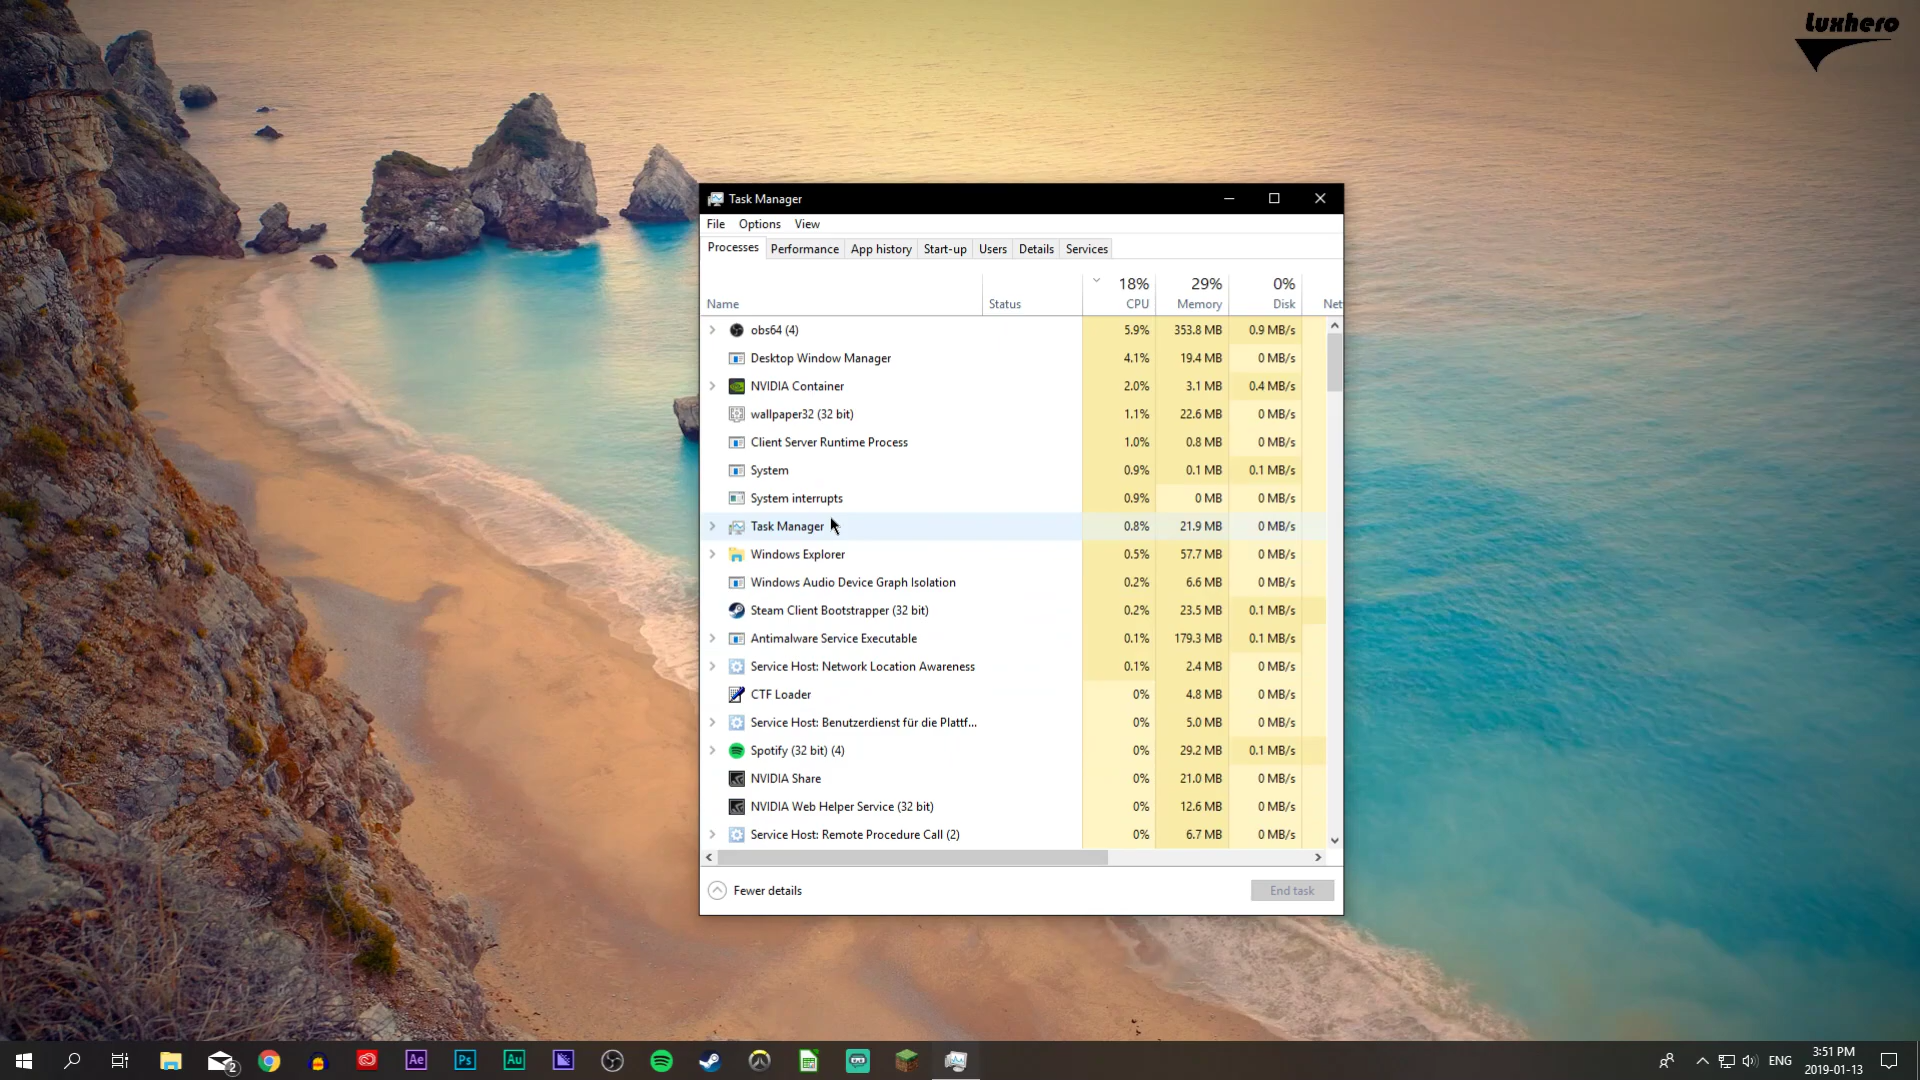 Luxhero
Task Manager
File Options View
Processes Performance App history Start-up Users Details Services
18% 29% 0%
Name Status CPU Memory Disk Net
obs64 (4) 5.9% 353.8 MB 0.9 MB/s
Desktop Window Manager 4.1% 19.4 MB 0 MB/s
NVIDIA Container 2.0% 3.1 MB 0.4 MB/s
wallpaper32 (32 bit) 1.1% 22.6 MB 0 MB/s
Client Server Runtime Process 1.0% 0.8 MB 0 MB/s
System 0.9% 0.1 MB 0.1 MB/s
System interrupts 0.9% 0 MB 0 MB/s
Task Manager 0.8% 21.9 MB 0 MB/s
Windows Explorer 0.5% 57.7 MB 0 MB/s
Windows Audio Device Graph Isolation 0.2% 6.6 MB 0 MB/s
Steam Client Bootstrapper (32 bit) 0.2% 23.5 MB 0.1 MB/s
Antimalware Service Executable 0.1% 179.3 MB 0.1 MB/s
Service Host: Network Location Awareness 0.1% 2.4 MB 0 MB/s
CTF Loader 0% 4.8 MB 0 MB/s
Service Host: Benutzerdienst für die Plattf... 0% 5.0 MB 0 MB/s
Spotify (32 bit) (4) 0% 29.2 MB 0.1 MB/s
NVIDIA Share 0% 21.0 MB 0 MB/s
NVIDIA Web Helper Service (32 bit) 0% 12.6 MB 0 MB/s
Service Host: Remote Procedure Call (2) 0% 6.7 MB 0 MB/s
Fewer details End task
2 Ae Ps Au ENG 3:51 PM
2019-01-13